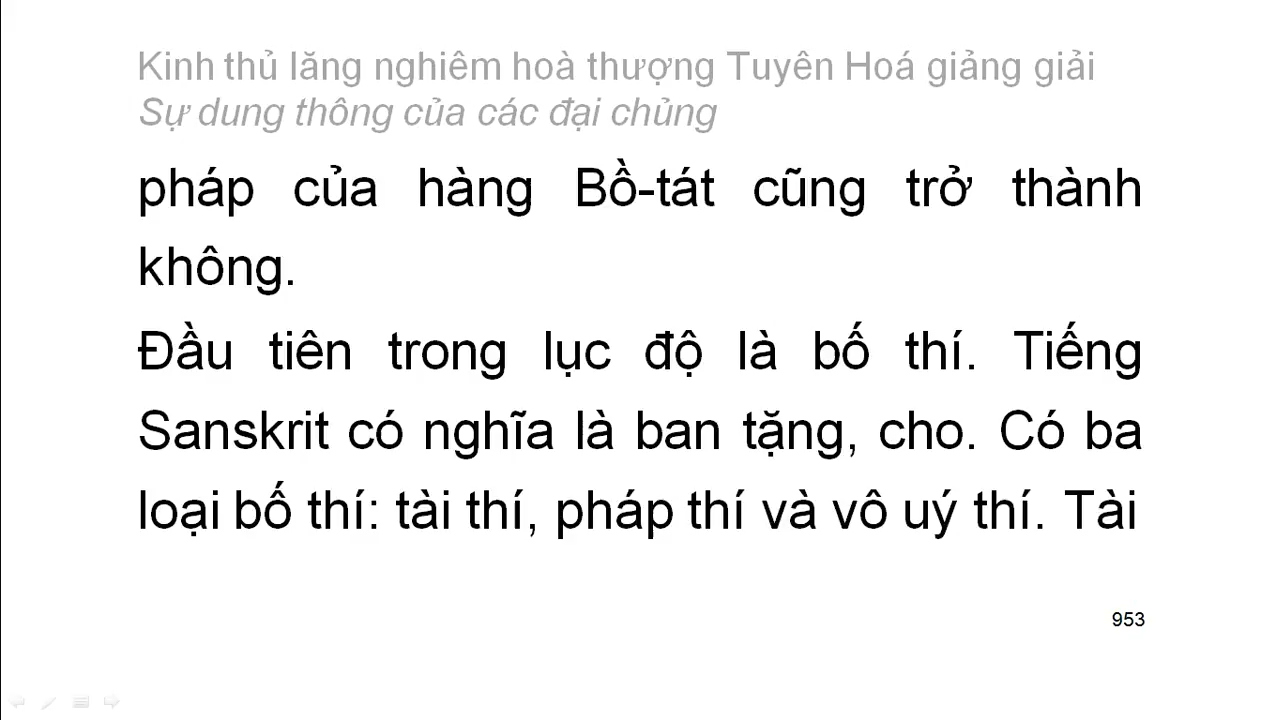 Kinh thủ lăng nghiêm hoà thượng Tuyên Hoá giảng giải
Sự dung thông của các đại chủng
pháp của hàng Bồ-tát cũng trở thành
không.
Đầu tiên trong lục độ là bố thí. Tiếng
Sanskrit có nghĩa là ban tặng, cho. Có ba
loại bố thí: tài thí, pháp thí và vô uý thí. Tài
953